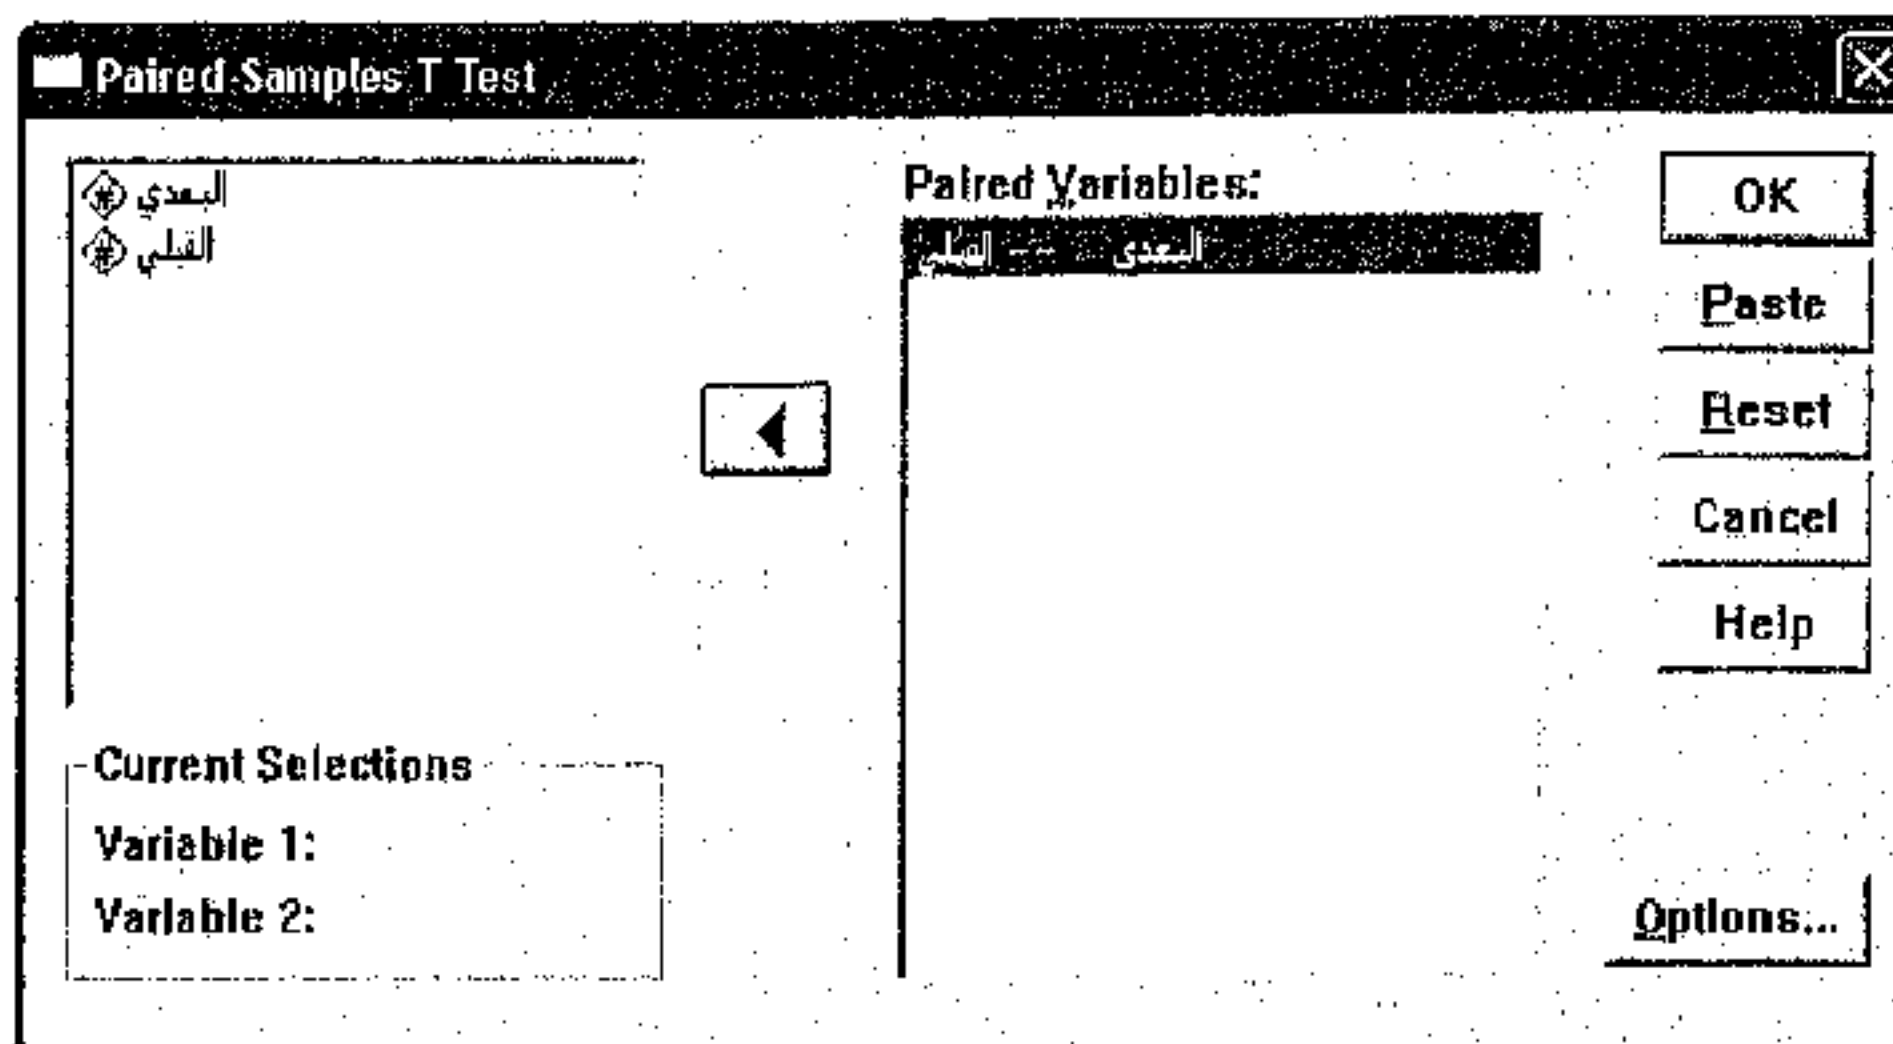 Paired-Samples T Test
البعدي
القبلي
Paired Variables:
القبلي -- البعدي
OK
Paste
Reset
Cancel
Help
Current Selections
Variable 1:
Variable 2:
Options...